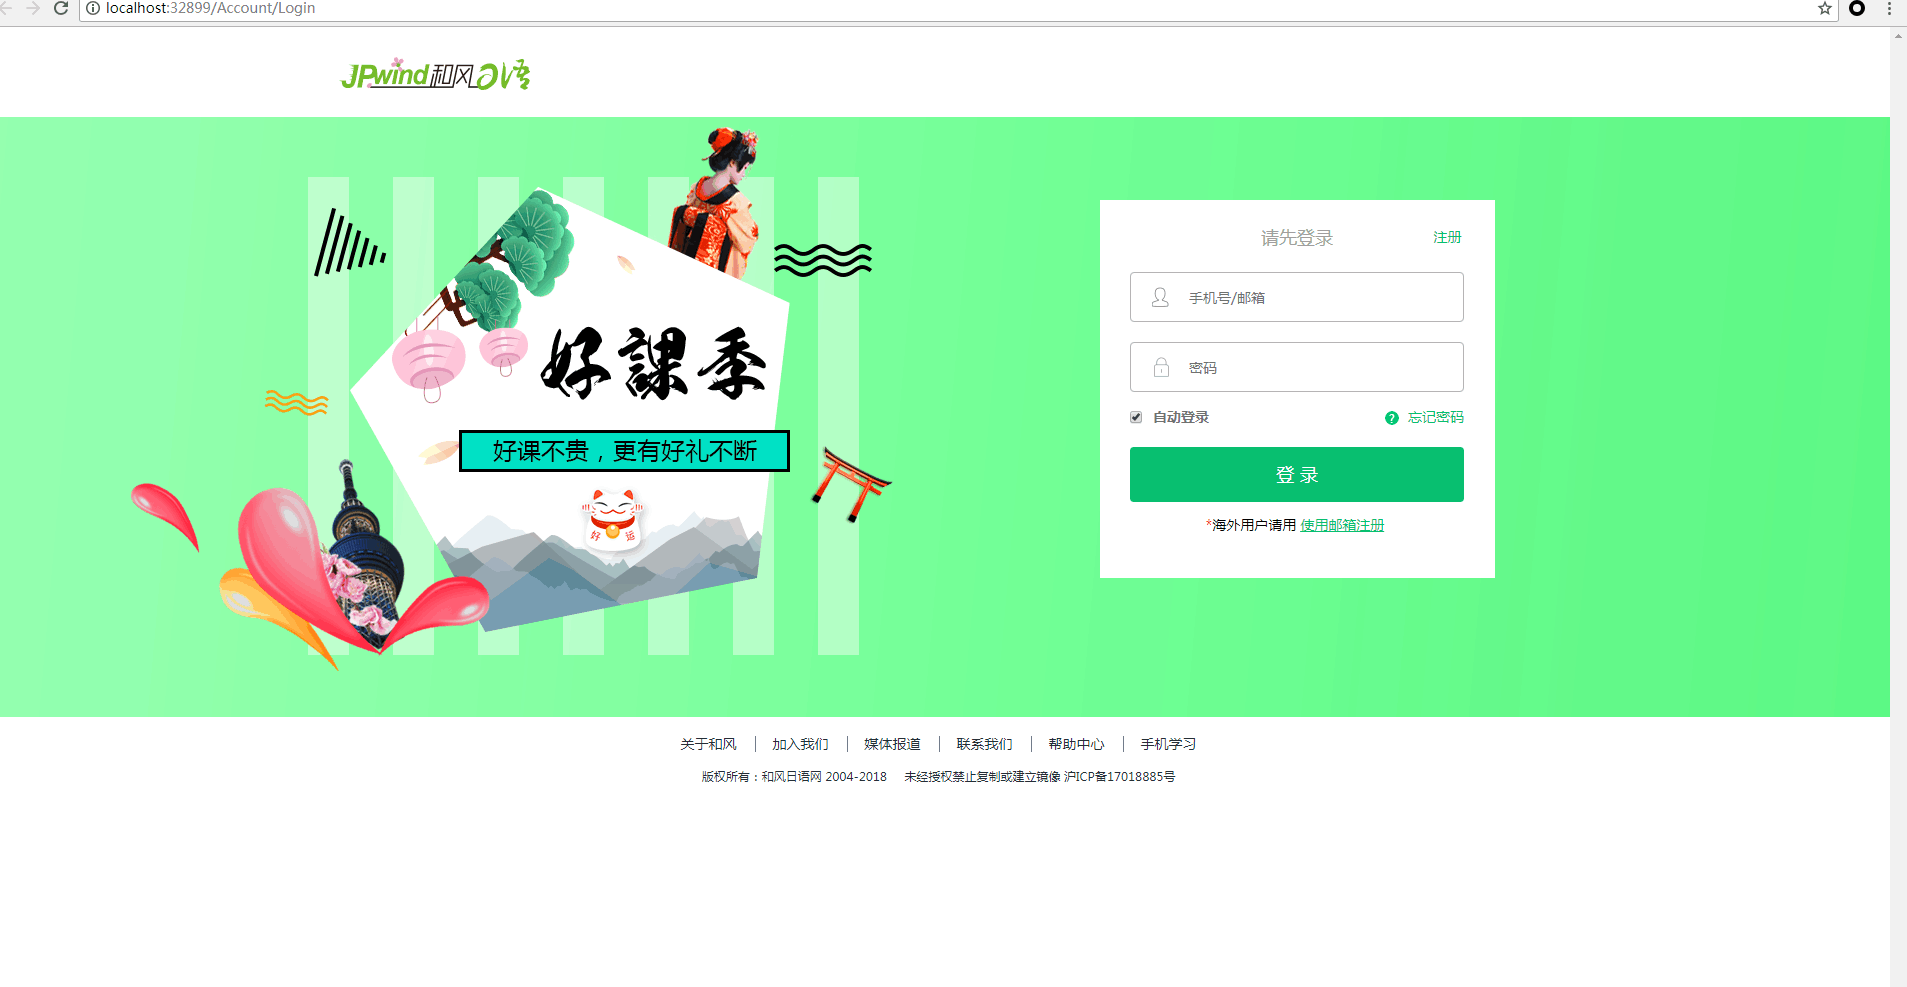 localhost:32899/Account/Login
JPwind和风日语
请先登录
注册
手机号/邮箱
好課季
密码
自动登录
? 忘记密码
好课不贵，更有好礼不断
登 录
好 运
*海外用户请用 使用邮箱注册
关于和风 | 加入我们 | 媒体报道 | 联系我们 | 帮助中心 | 手机学习
版权所有：和风日语网 2004-2018 未经授权禁止复制或建立镜像 沪ICP备17018885号